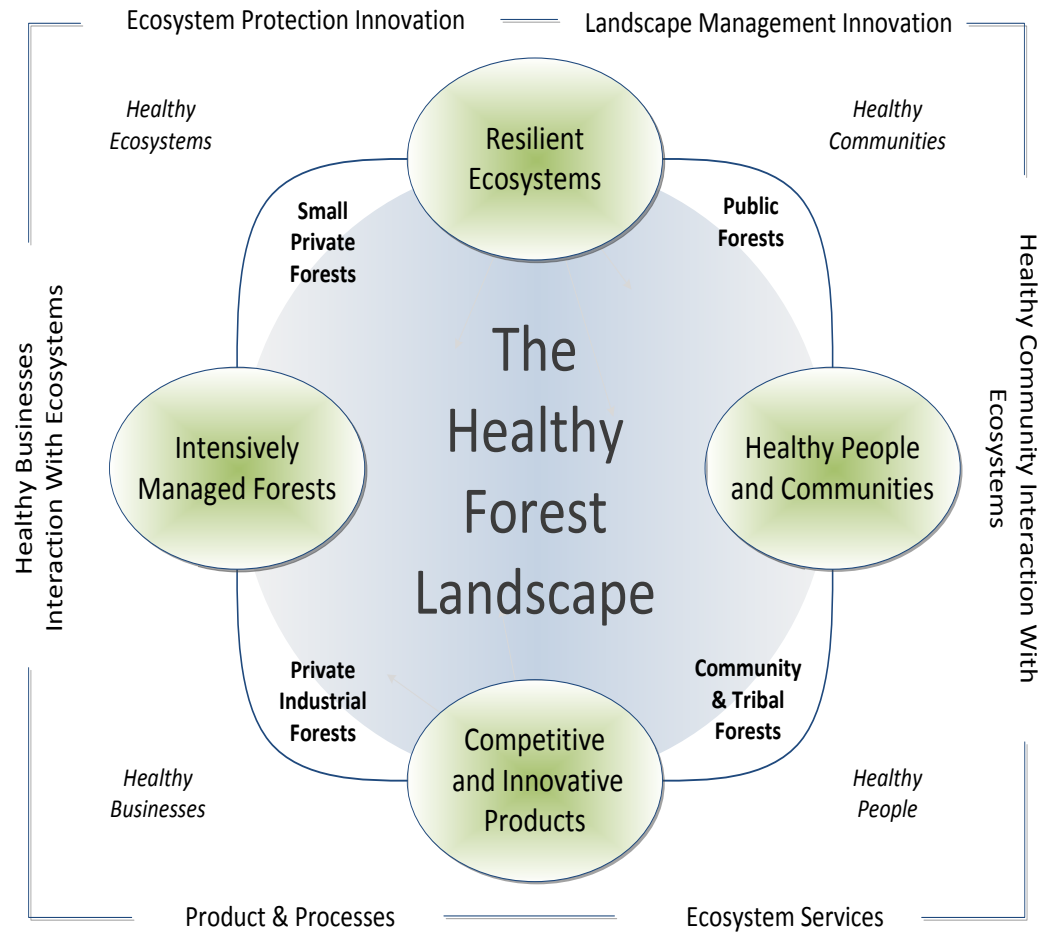 Ecosystem Protection Innovation
Landscape Management Innovation
Healthy
Ecosystems
Healthy
Communities
Resilient
Ecosystems
Small
Private
Forests
Public
Forests
Healthy Businesses
Interaction With Ecosystems
Healthy Community Interaction With
Ecosystems
The
Healthy
Forest
Landscape
Intensively
Managed Forests
Healthy People
and Communities
Private
Industrial
Forests
Community
& Tribal
Forests
Competitive
and Innovative
Products
Healthy
Businesses
Healthy
People
Product & Processes
Ecosystem Services